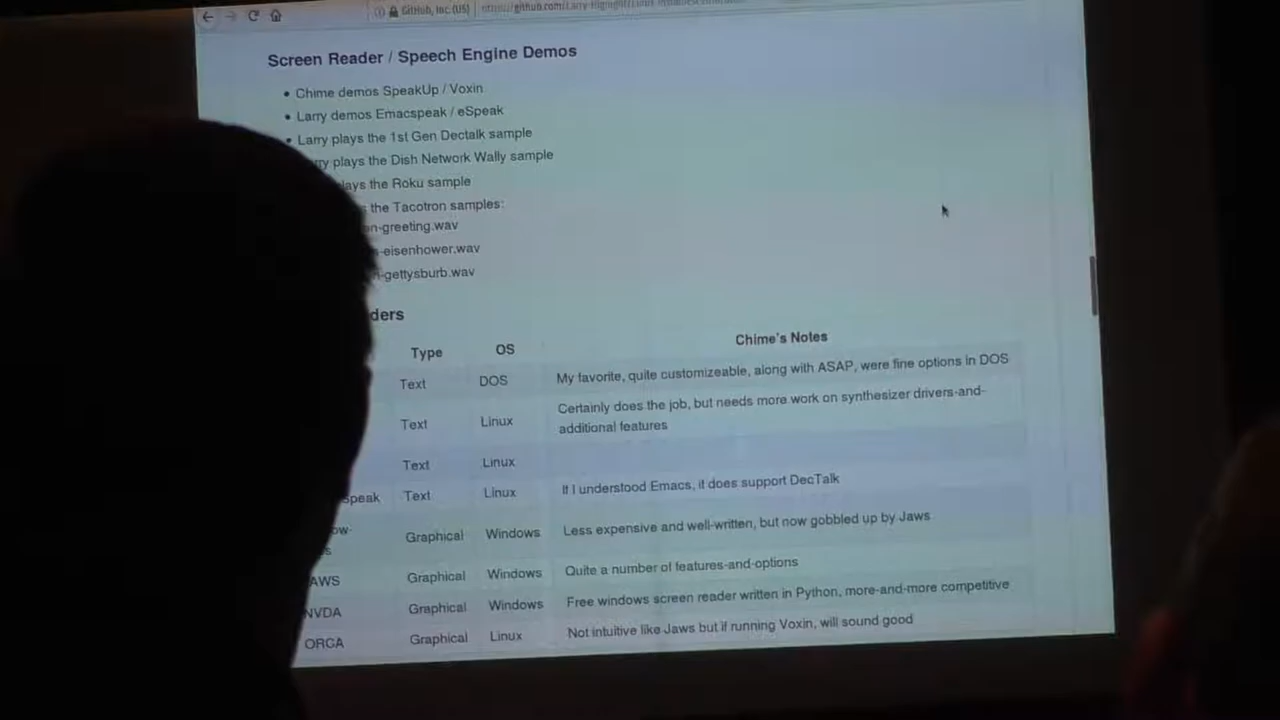 GitHub, Inc. (US)
Screen Reader / Speech Engine Demos
• Chime demos SpeakUp / Voxin
• Larry demos Emacspeak / eSpeak
• Larry plays the 1st Gen Dectalk sample
rry plays the Dish Network Wally sample
lays the Roku sample
s the Tacotron samples:
on-greeting.wav
-eisenhower.wav
-gettysburb.wav
ders
Type OS Chime's Notes
Text DOS My favorite, quite customizeable, along with ASAP, were fine options in DOS
Text Linux Certainly does the job, but needs more work on synthesizer drivers-and-
additional features
Text Linux
speak Text Linux If I understood Emacs, it does support DecTalk
ow-
s Graphical Windows Less expensive and well-written, but now gobbled up by Jaws
AWS Graphical Windows Quite a number of features-and-options
NVDA Graphical Windows Free windows screen reader written in Python, more-and-more competitive
ORCA Graphical Linux Not intuitive like Jaws but if running Voxin, will sound good